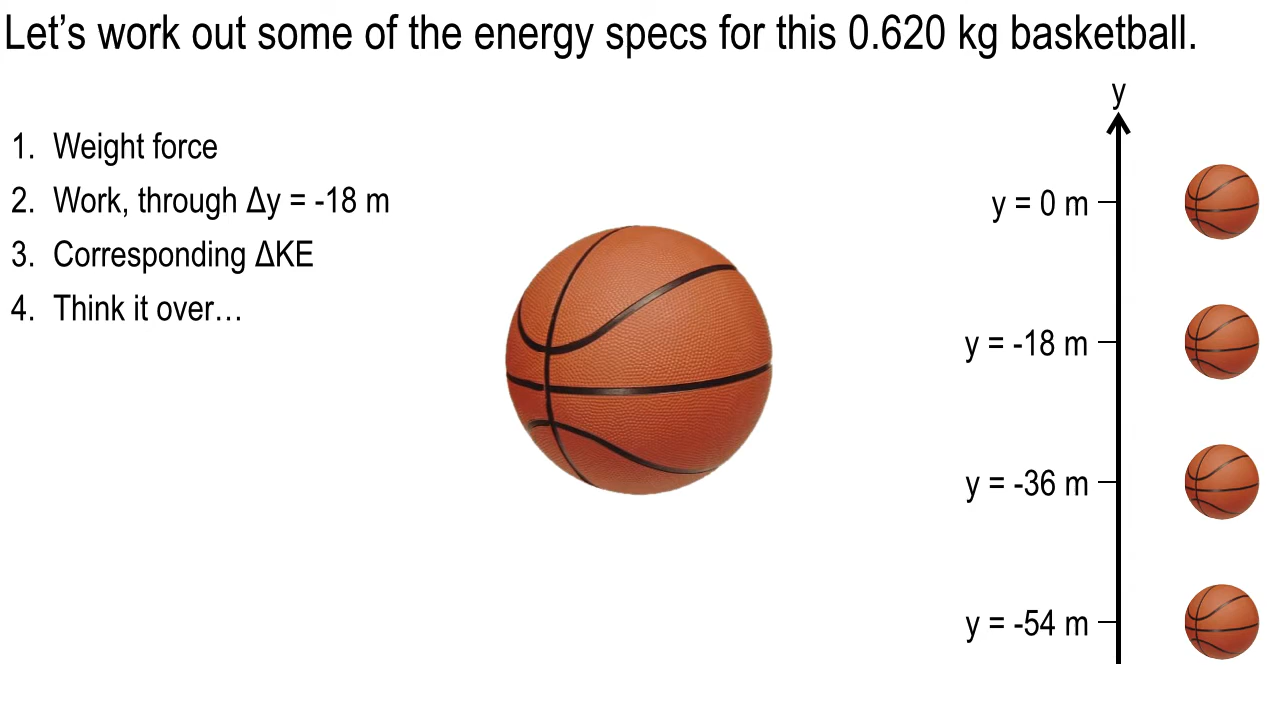 Let’s work out some of the energy specs for this 0.620 kg basketball.
1. Weight force
2. Work, through Δy = -18 m
3. Corresponding ΔKE
4. Think it over…
y
y = 0 m
y = -18 m
y = -36 m
y = -54 m